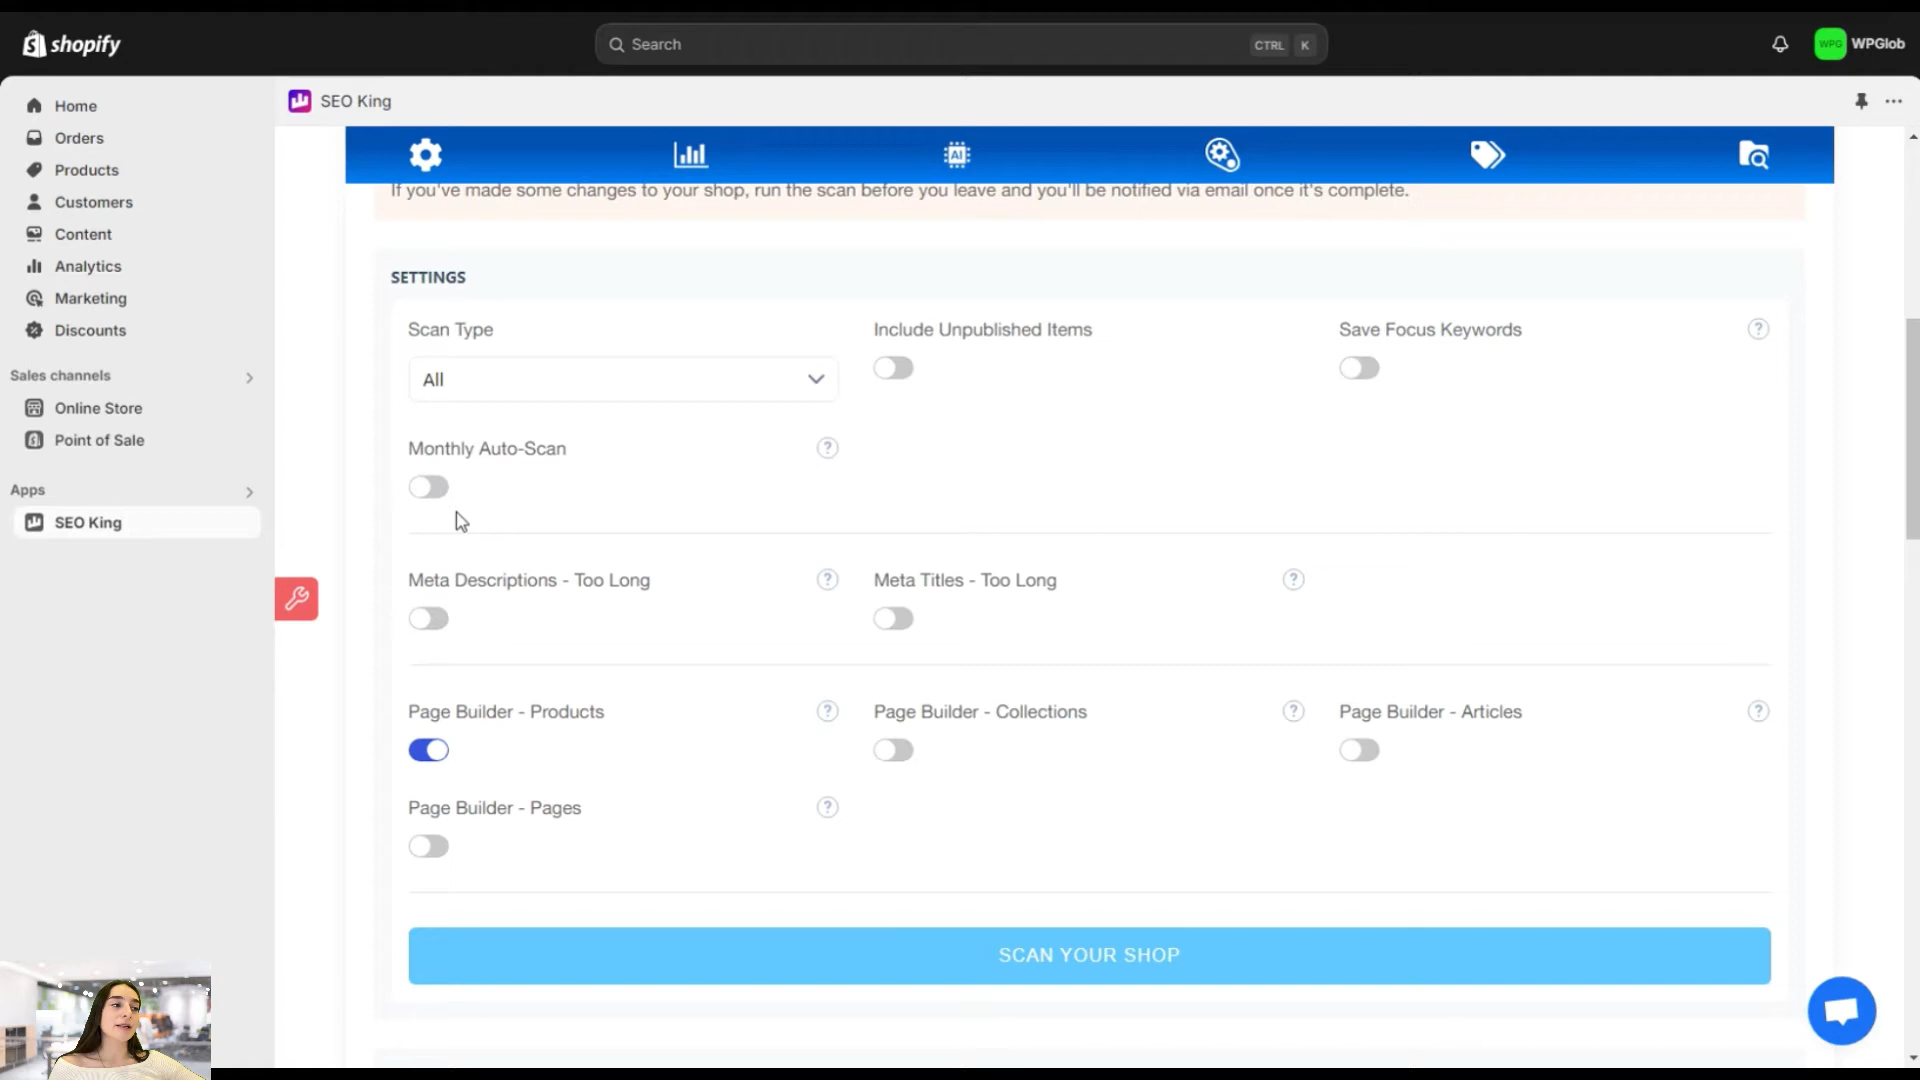 shopify
Search
CTRL K
WPG
WPGlob
Home
Orders
Products
Customers
Content
Analytics
Marketing
Discounts
Sales channels
Online Store
Point of Sale
Apps
SEO King
SEO King
AI
If you've made some changes to your shop, run the scan before you leave and you'll be notified via email once it's complete.
SETTINGS
Scan Type
All
Include Unpublished Items
Save Focus Keywords
?
Monthly Auto-Scan
?
Meta Descriptions - Too Long
?
Meta Titles - Too Long
?
Page Builder - Products
?
Page Builder - Collections
?
Page Builder - Articles
?
Page Builder - Pages
?
SCAN YOUR SHOP